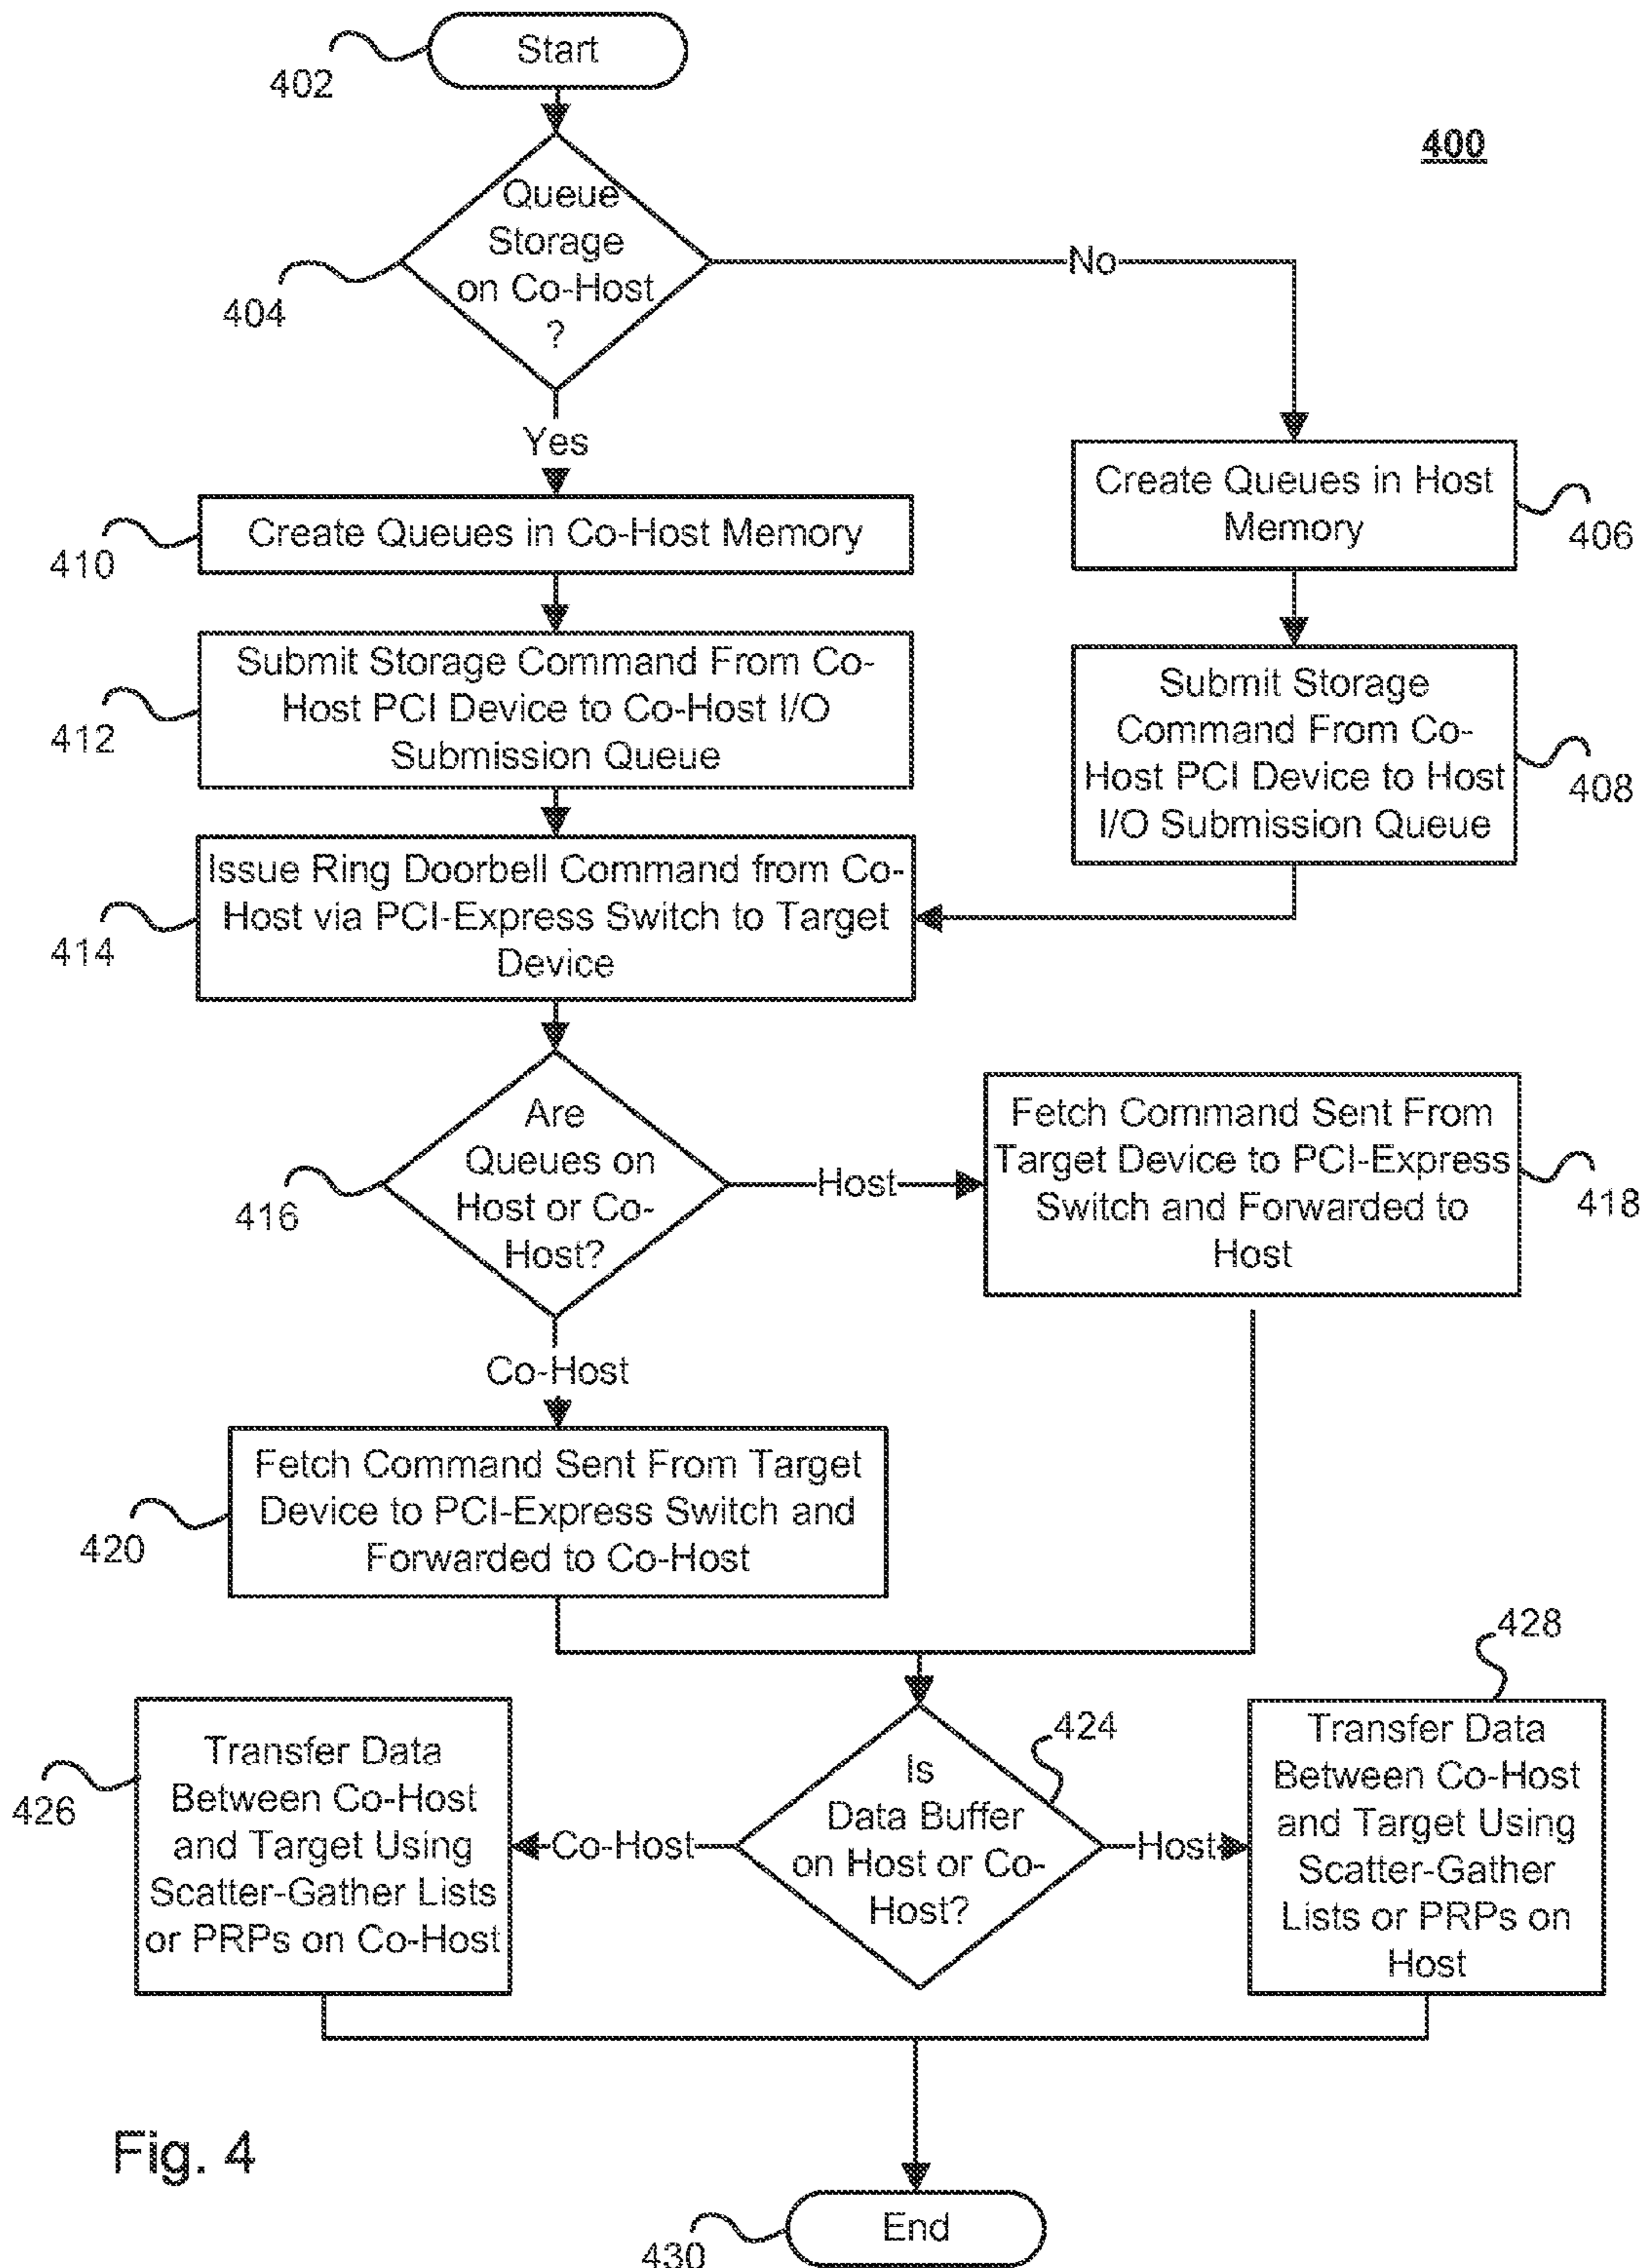 Start
402
400
Queue
Storage
on Co-Host
?
404
No
Yes
Create Queues in Host
Memory
406
Create Queues in Co-Host Memory
410
Submit Storage Command From Co-
Host PCI Device to Co-Host I/O
Submission Queue
412
Submit Storage
Command From Co-
Host PCI Device to Host
I/O Submission Queue
408
Issue Ring Doorbell Command from Co-
Host via PCI-Express Switch to Target
Device
414
Are
Queues on
Host or Co-
Host?
416
Host
Fetch Command Sent From
Target Device to PCI-Express
Switch and Forwarded to
Host
418
Co-Host
Fetch Command Sent From Target
Device to PCI-Express Switch and
Forwarded to Co-Host
420
428
424
Transfer Data
Between Co-Host
and Target Using
Scatter-Gather Lists
or PRPs on Co-Host
426
Co-Host
Is
Data Buffer
on Host or Co-
Host?
Host
Transfer Data
Between Co-Host
and Target Using
Scatter-Gather
Lists or PRPs on
Host
Fig. 4
End
430